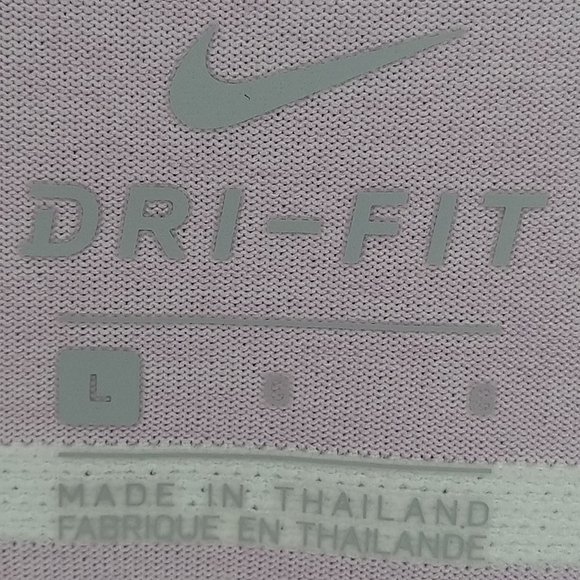 DRI-FIT
L
MADE IN THAILAND
FABRIQUE EN THAILANDE